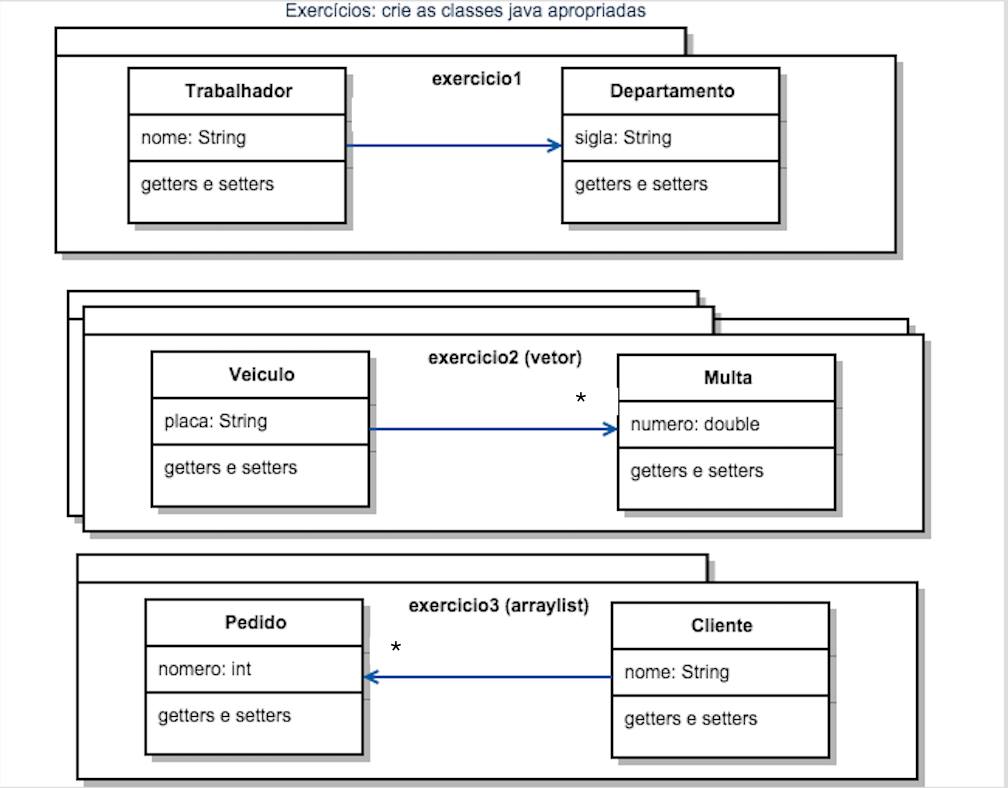 Exercícios: crie as classes java apropriadas
exercicio1
Trabalhador
nome: String
getters e setters
Departamento
sigla: String
getters e setters
exercicio2 (vetor)
Veiculo
placa: String
getters e setters
*
Multa
numero: double
getters e setters
exercicio3 (arraylist)
Pedido
nomero: int
getters e setters
*
Cliente
nome: String
getters e setters